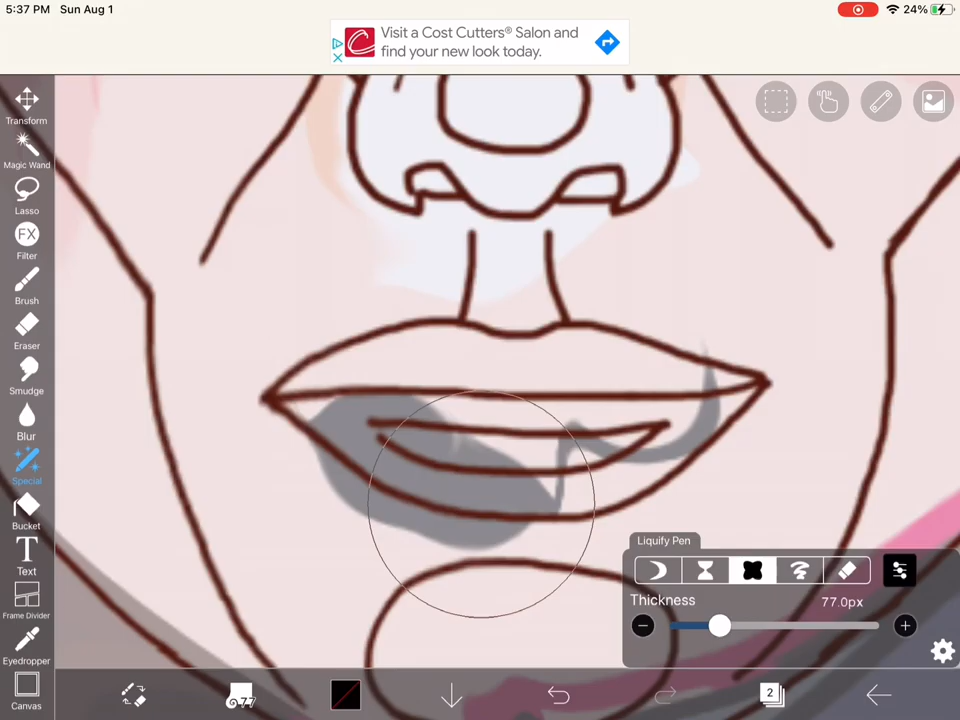 5:37 PM Sun Aug 1
24%
Visit a Cost Cutters® Salon and
find your new look today.
Transform
Magic Wand
Lasso
FX
Filter
Brush
Eraser
Smudge
Blur
Special
Bucket
T
Text
Frame Divider
Eyedropper
Canvas
Liquify Pen
Thickness
77.0px
77
2